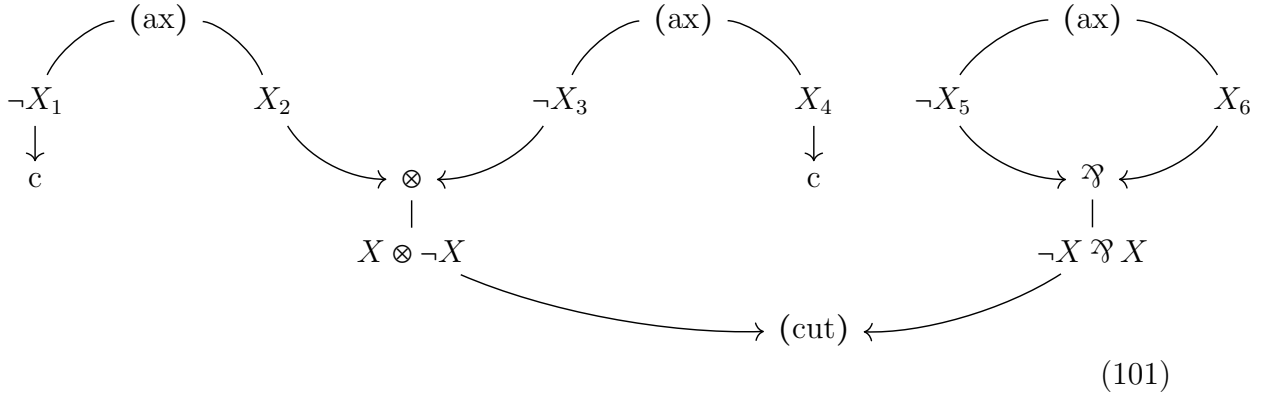 (ax) (ax) (ax)
¬X₁ X₂ ¬X₃ X₄ ¬X₅ X₆
c ⊗ c ⅋
X ⊗ ¬X ¬X ⅋ X
(cut)
(101)